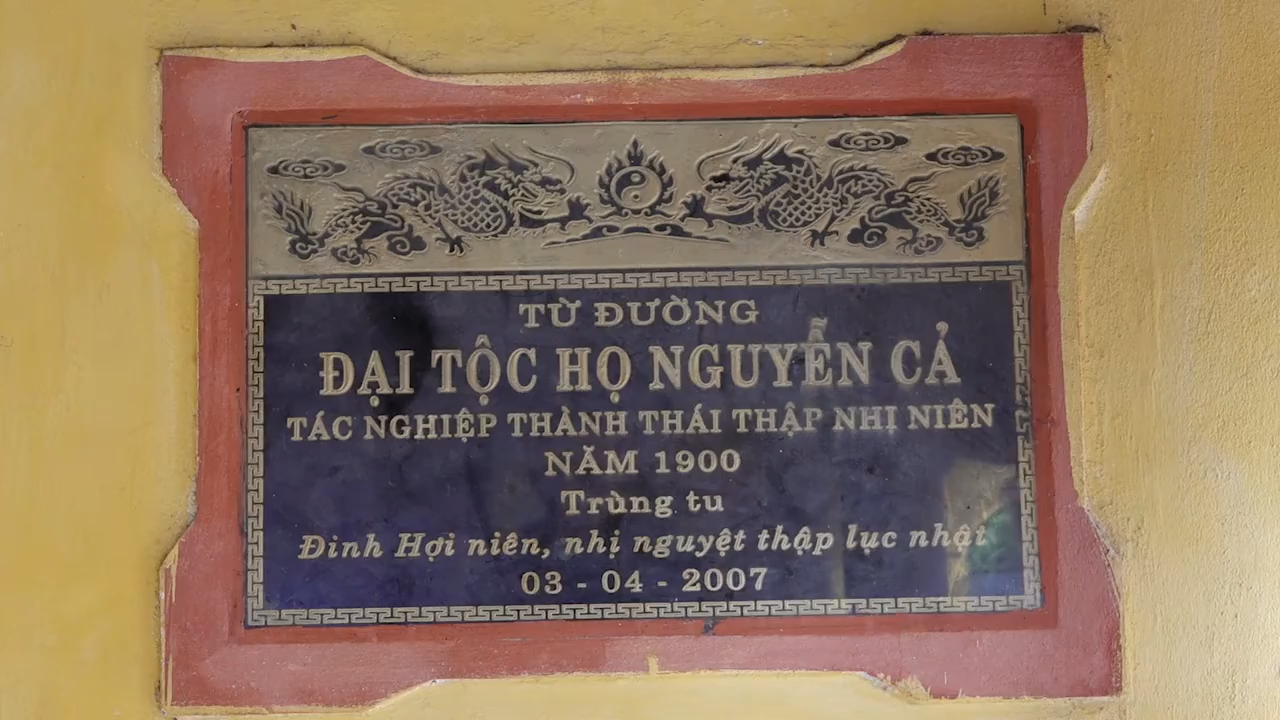 TỪ ĐƯỜNG
ĐẠI TỘC HỌ NGUYỄN CẢ
TÁC NGHIỆP THÀNH THÁI THẬP NHỊ NIÊN
NĂM 1900
Trùng tu
Đinh Hợi niên, nhị nguyệt thập lục nhật
03 - 04 - 2007